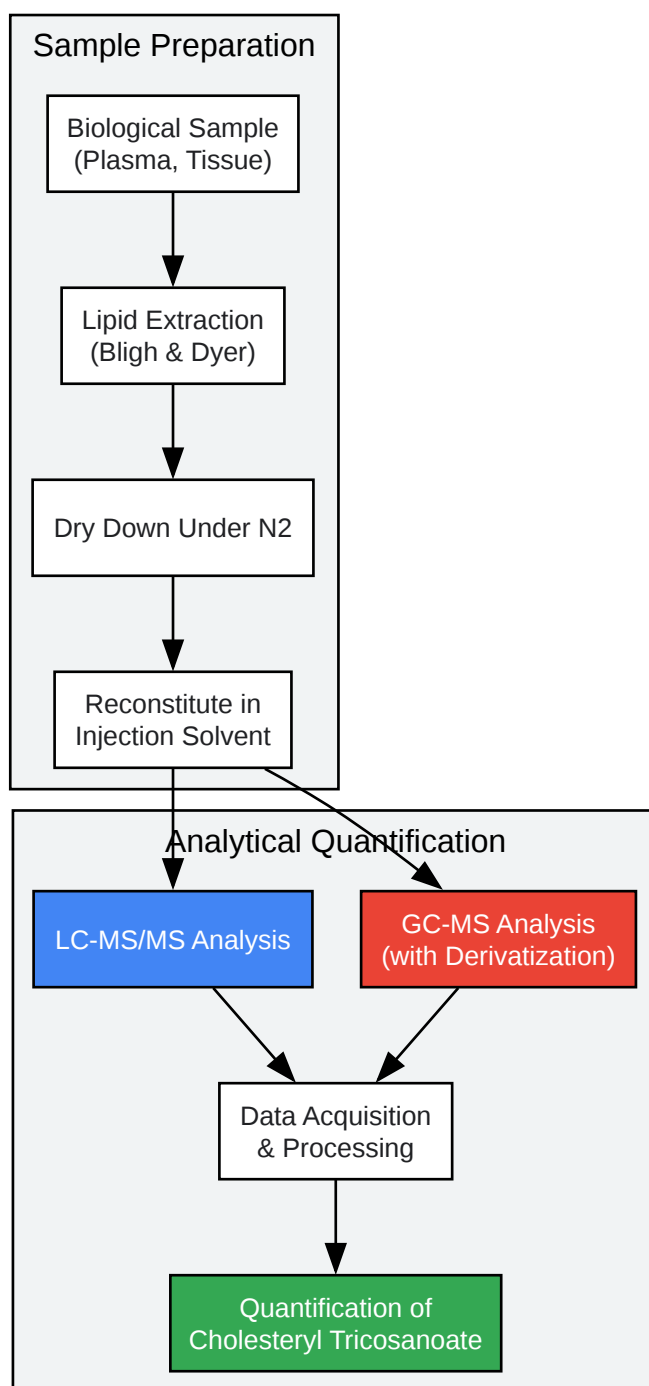 Sample Preparation
Biological Sample
(Plasma, Tissue)
Lipid Extraction
(Bligh & Dyer)
Dry Down Under N2
Reconstitute in
Injection Solvent
Analytical Quantification
LC-MS/MS Analysis
GC-MS Analysis
(with Derivatization)
Data Acquisition
& Processing
Quantification of
Cholesteryl Tricosanoate